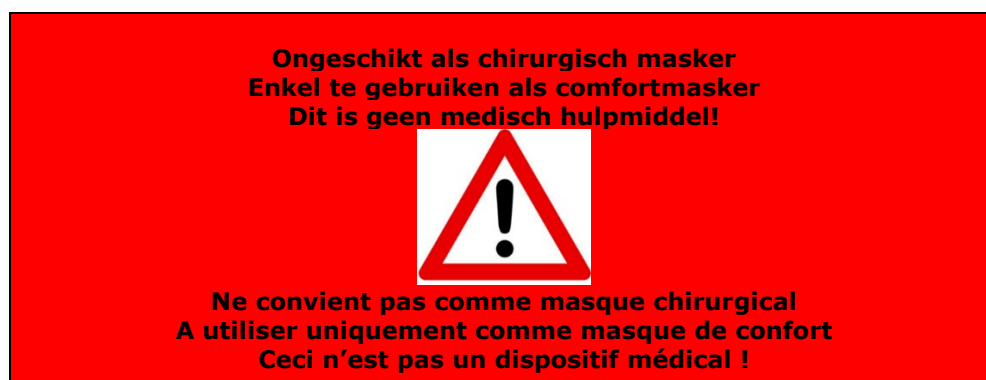 Ongeschikt als chirurgisch masker
Enkel te gebruiken als comfortmasker
Dit is geen medisch hulpmiddel!
Ne convient pas comme masque chirurgical
A utiliser uniquement comme masque de confort
Ceci n’est pas un dispositif médical !